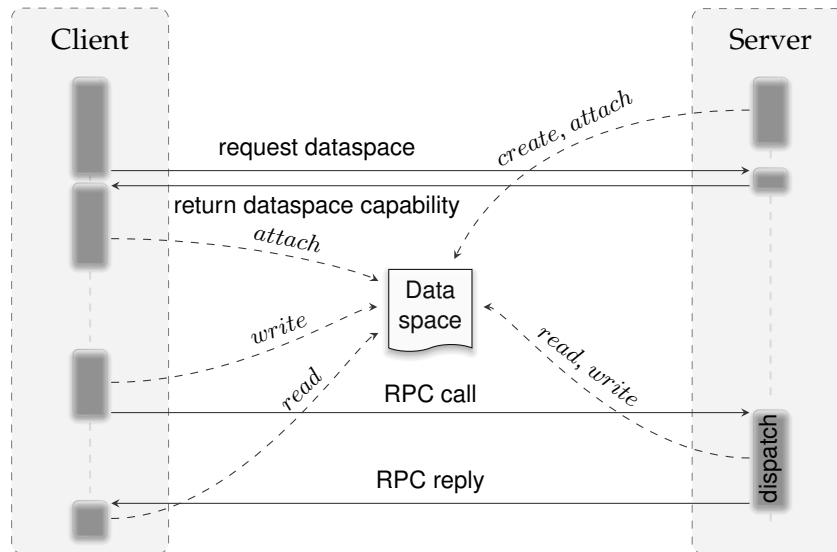 Client
Server
create, attach
request dataspace
return dataspace capability
attach
Data
space
write
read, write
read
RPC call
dispatch
RPC reply